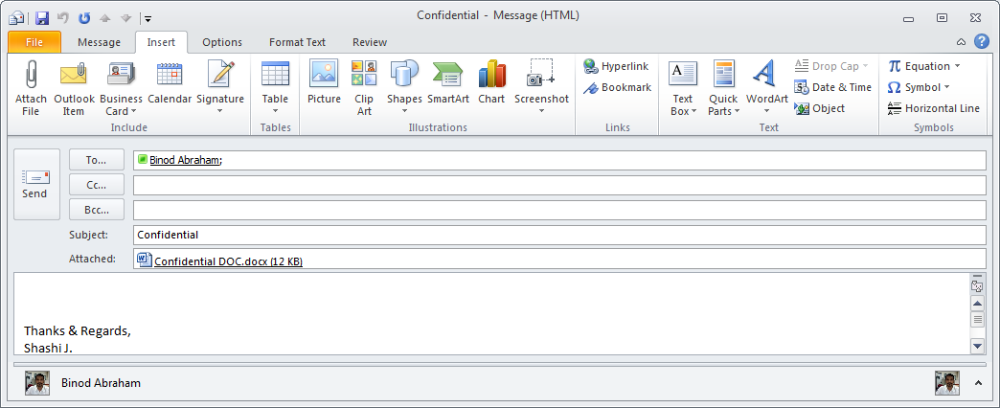 Confidential - Message (HTML)
File Message Insert Options Format Text Review
Attach File
Outlook Item
Business Card
Calendar
Signature
Include
Table
Tables
Picture
Clip Art
Shapes
SmartArt
Chart
Screenshot
Illustrations
Hyperlink
Bookmark
Links
Text Box
Quick Parts
WordArt
Drop Cap
Date & Time
Object
Text
Equation
Symbol
Horizontal Line
Symbols
Send
To... Binod Abraham;
Cc...
Bcc...
Subject: Confidential
Attached: Confidential DOC.docx (12 KB)
Thanks & Regards,
Shashi J.
Binod Abraham